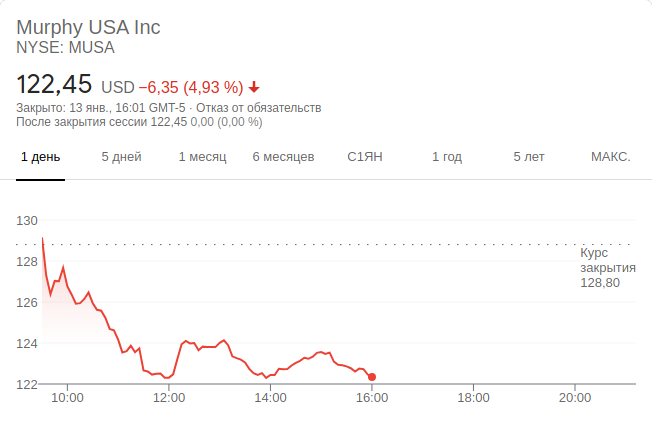 Murphy USA Inc
NYSE: MUSA
122,45 USD −6,35 (4,93 %)
Закрыто: 13 янв., 16:01 GMT-5 · Отказ от обязательств
После закрытия сессии 122,45 0,00 (0,00 %)
1 день 5 дней 1 месяц 6 месяцев С1ЯН 1 год 5 лет МАКС.
130
Курс
закрытия
128,80
128
126
124
122
10:00 12:00 14:00 16:00 18:00 20:00